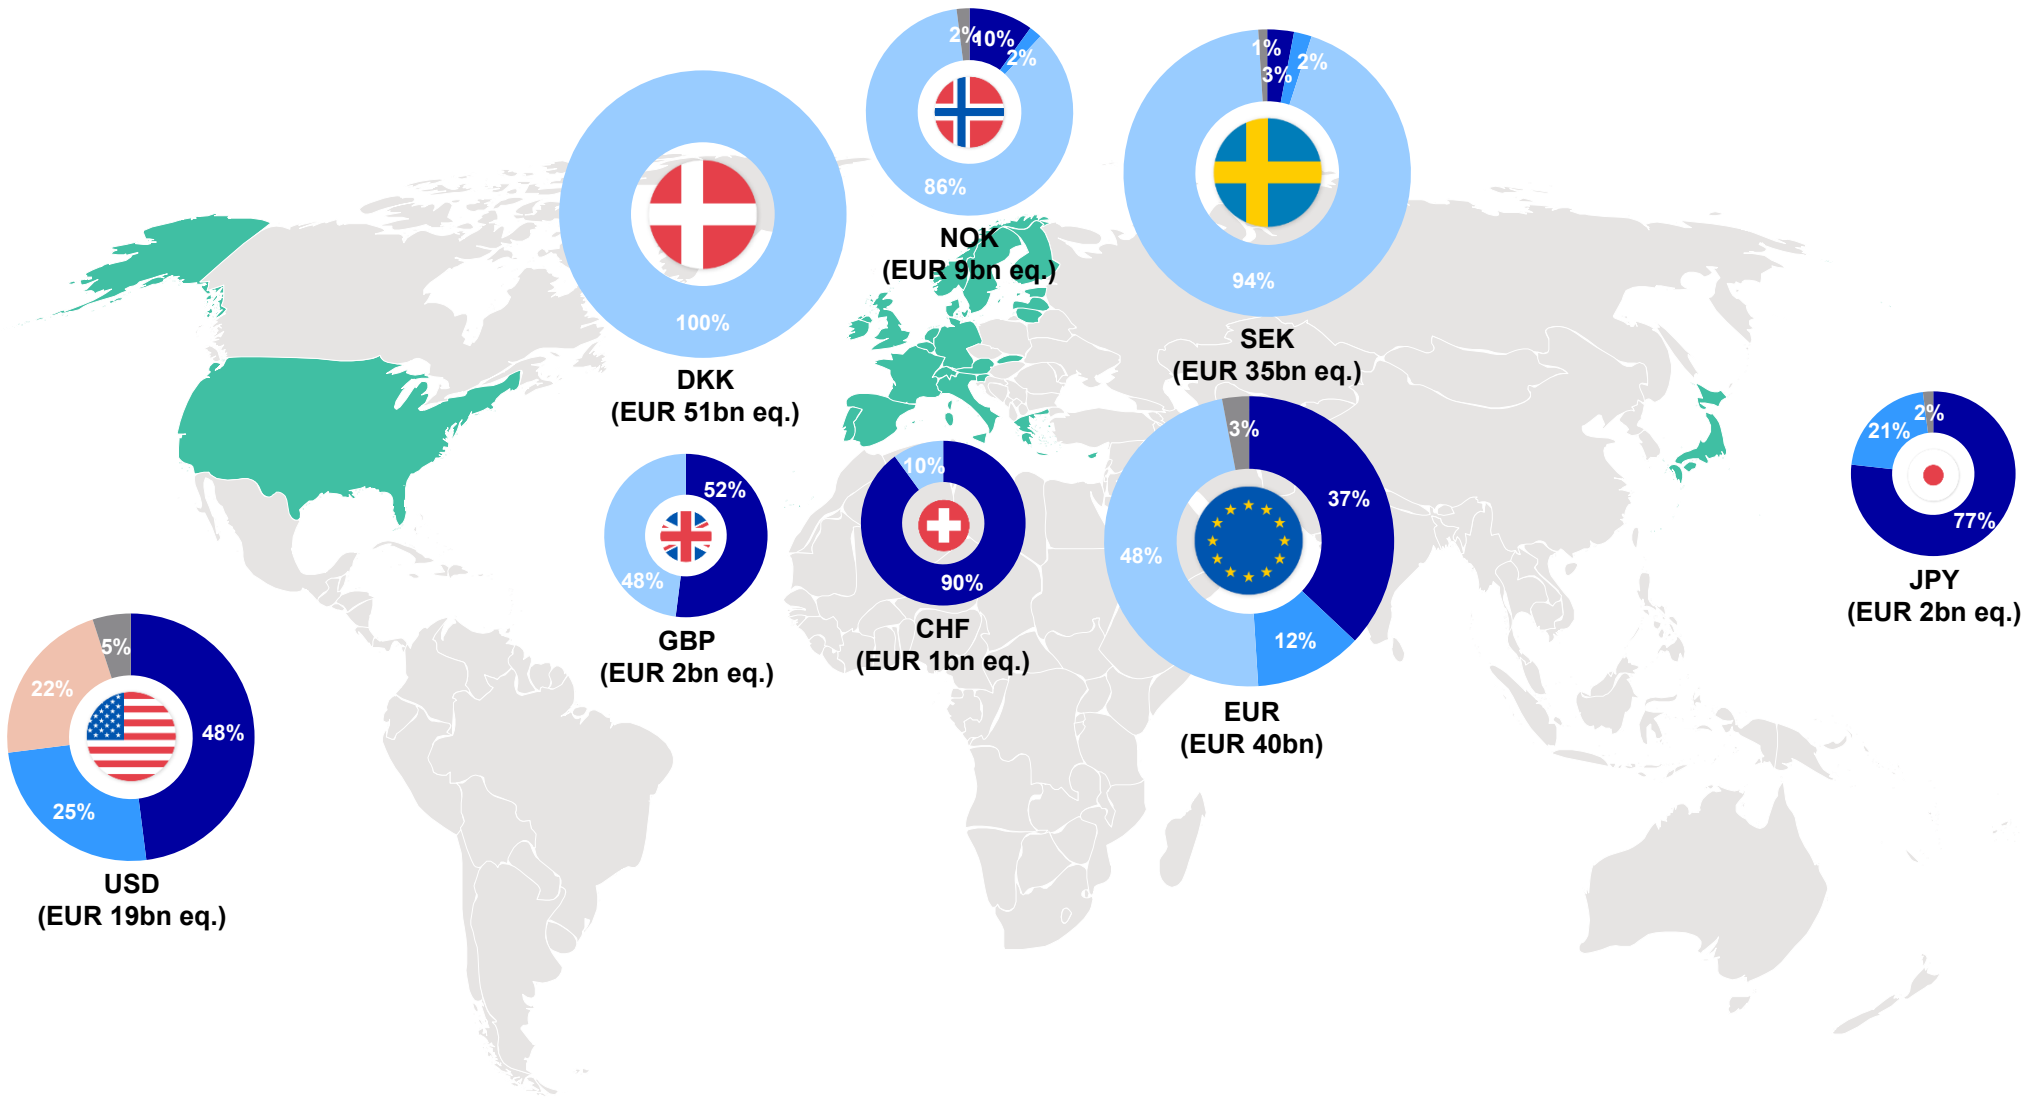 2%
10%
2%
86%
NOK
(EUR 9bn eq.)
1%
3%
2%
94%
SEK
(EUR 35bn eq.)
100%
DKK
(EUR 51bn eq.)
52%
48%
GBP
(EUR 2bn eq.)
10%
90%
CHF
(EUR 1bn eq.)
3%
37%
48%
12%
EUR
(EUR 40bn)
2%
21%
77%
JPY
(EUR 2bn eq.)
5%
22%
48%
25%
USD
(EUR 19bn eq.)